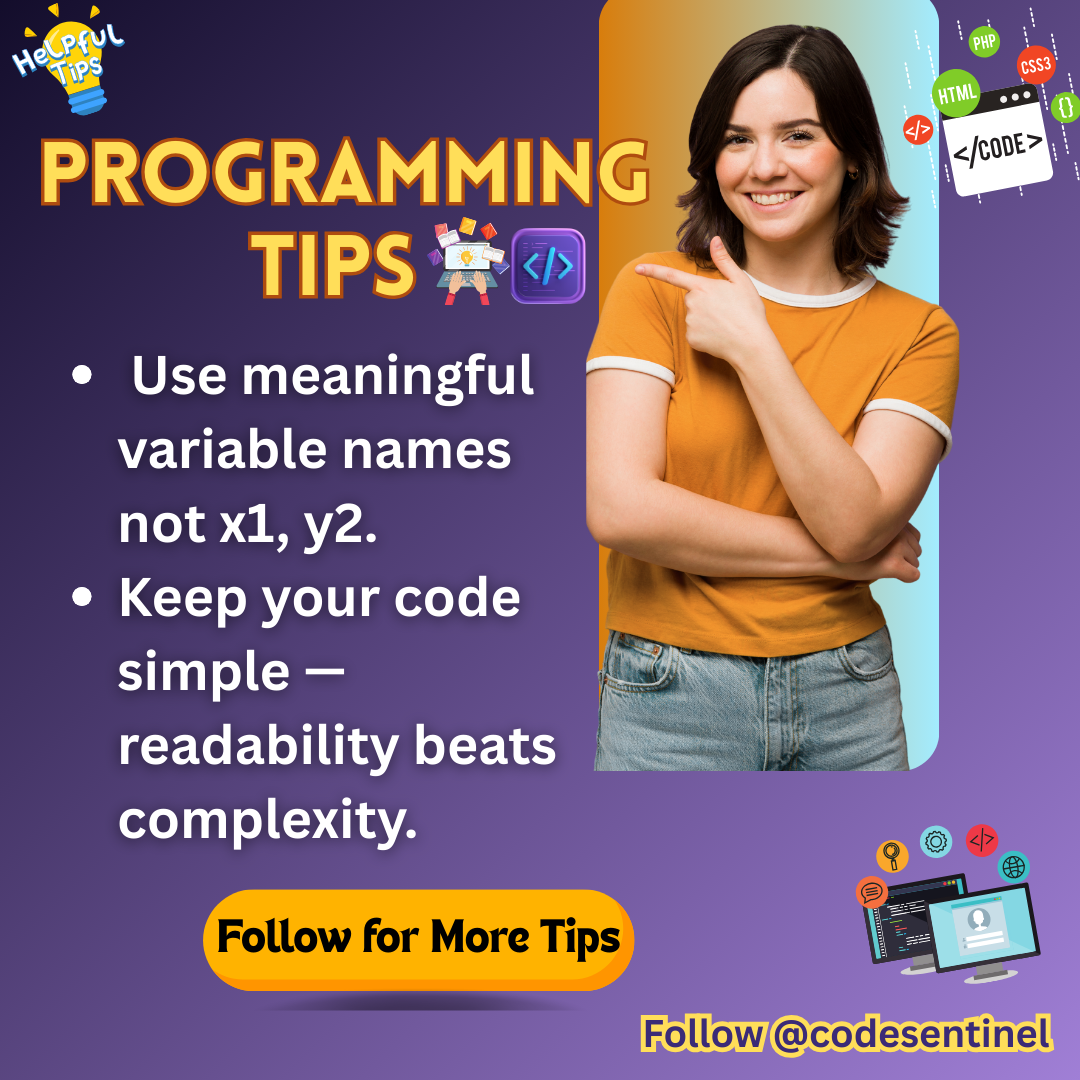 HeLPfuL
TiPs
PHP
CSS3
HTML
{}
</>
</CODE>
PROGRAMMING
TIPS
</>
• Use meaningful
variable names
not x1, y2.
• Keep your code
simple —
readability beats
complexity.
</>
Follow for More Tips
Follow @codesentinel